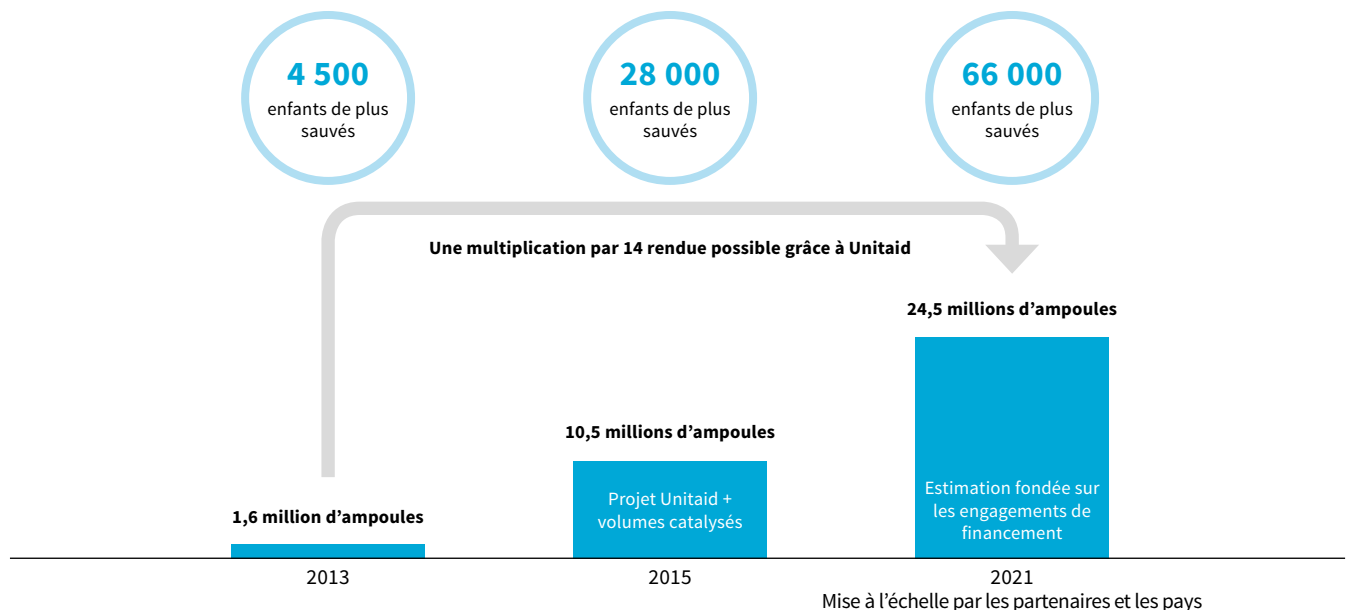 4 500
enfants de plus
sauvés
28 000
enfants de plus
sauvés
66 000
enfants de plus
sauvés
Une multiplication par 14 rendue possible grâce à Unitaid
24,5 millions d’ampoules
10,5 millions d’ampoules
1,6 million d’ampoules
Projet Unitaid +
volumes catalysés
Estimation fondée sur
les engagements de
financement
2013
2015
2021
Mise à l’échelle par les partenaires et les pays